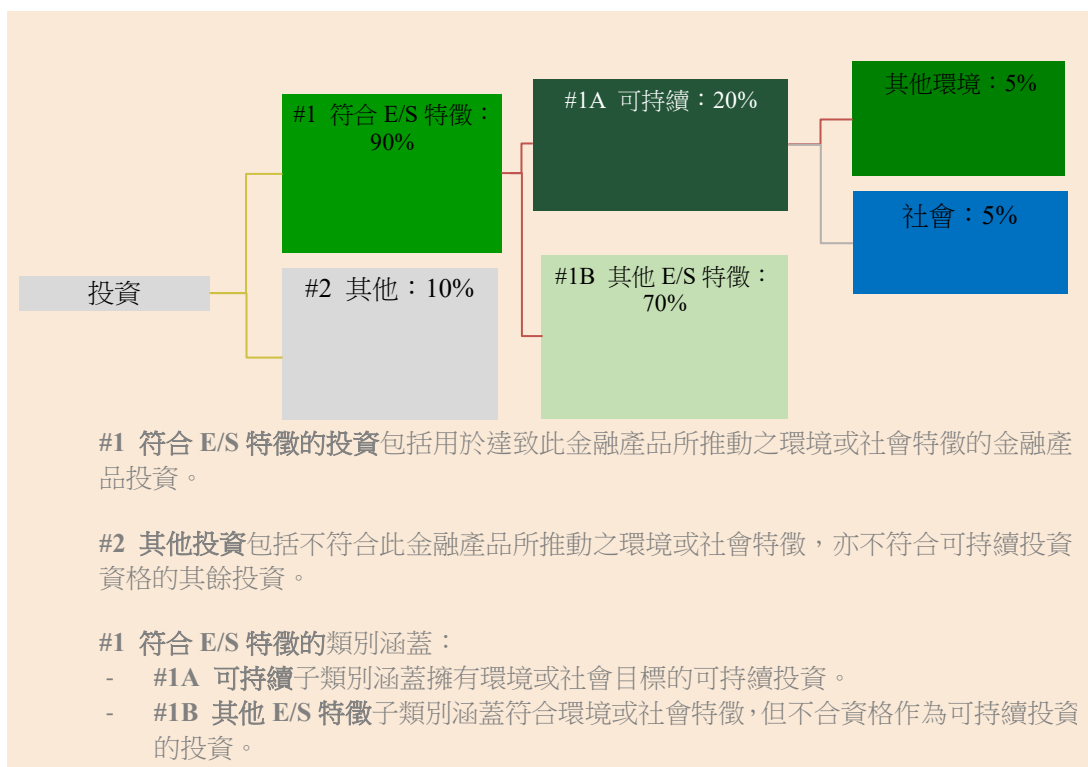 #1 符合 E/S 特徵：
90%
#1A 可持續：20%
其他環境：5%
社會：5%
投資
#2 其他：10%
#1B 其他 E/S 特徵：
70%
#1 符合 E/S 特徵的投資包括用於達致此金融產品所推動之環境或社會特徵的金融產
品投資。
#2 其他投資包括不符合此金融產品所推動之環境或社會特徵，亦不符合可持續投資
資格的其餘投資。
#1 符合 E/S 特徵的類別涵蓋：
- #1A 可持續子類別涵蓋擁有環境或社會目標的可持續投資。
- #1B 其他 E/S 特徵子類別涵蓋符合環境或社會特徵，但不合資格作為可持續投資
的投資。